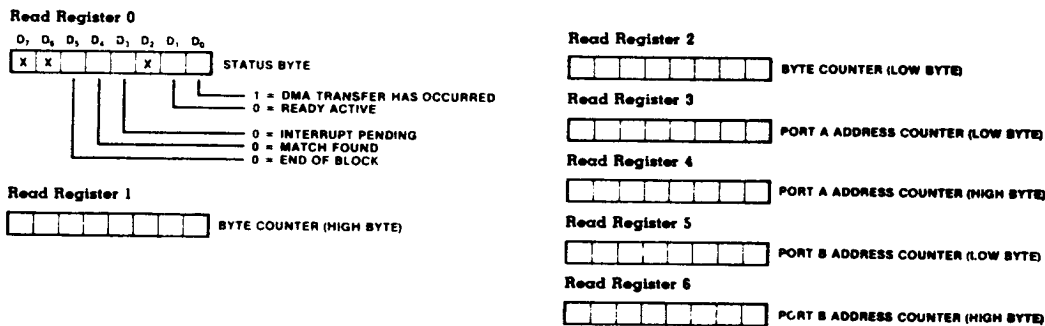 Read Register 0
D7 D6 D5 D4 D3 D2 D1 D0
X X X STATUS BYTE
1 = DMA TRANSFER HAS OCCURRED
0 = READY ACTIVE
0 = INTERRUPT PENDING
0 = MATCH FOUND
0 = END OF BLOCK
Read Register 1
BYTE COUNTER (HIGH BYTE)
Read Register 2
BYTE COUNTER (LOW BYTE)
Read Register 3
PORT A ADDRESS COUNTER (LOW BYTE)
Read Register 4
PORT A ADDRESS COUNTER (HIGH BYTE)
Read Register 5
PORT B ADDRESS COUNTER (LOW BYTE)
Read Register 6
PORT B ADDRESS COUNTER (HIGH BYTE)